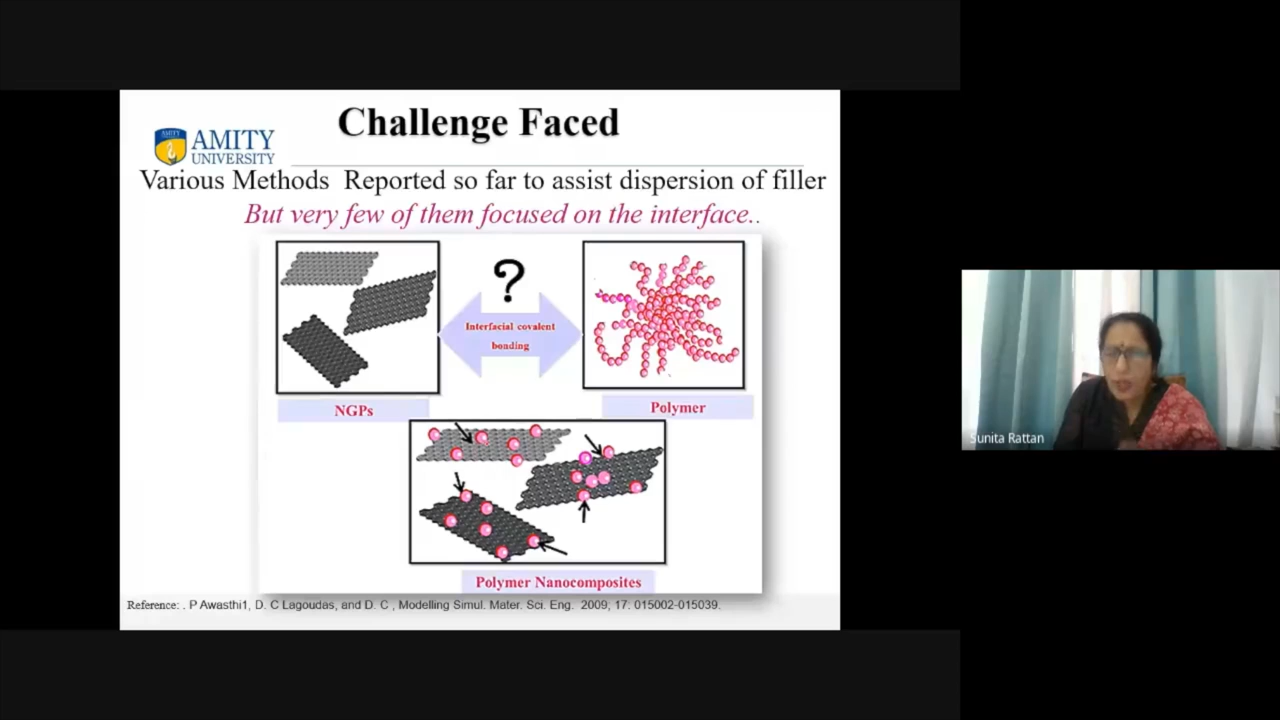 Challenge Faced
AMITY
AMITY
UNIVERSITY
Various Methods Reported so far to assist dispersion of filler
But very few of them focused on the interface..
?
Interfacial covalent
bonding
NGPs
Polymer
Polymer Nanocomposites
Reference: . P Awasthi1, D. C Lagoudas, and D. C , Modelling Simul. Mater. Sci. Eng. 2009, 17: 015002-015039.
Sunita Rattan